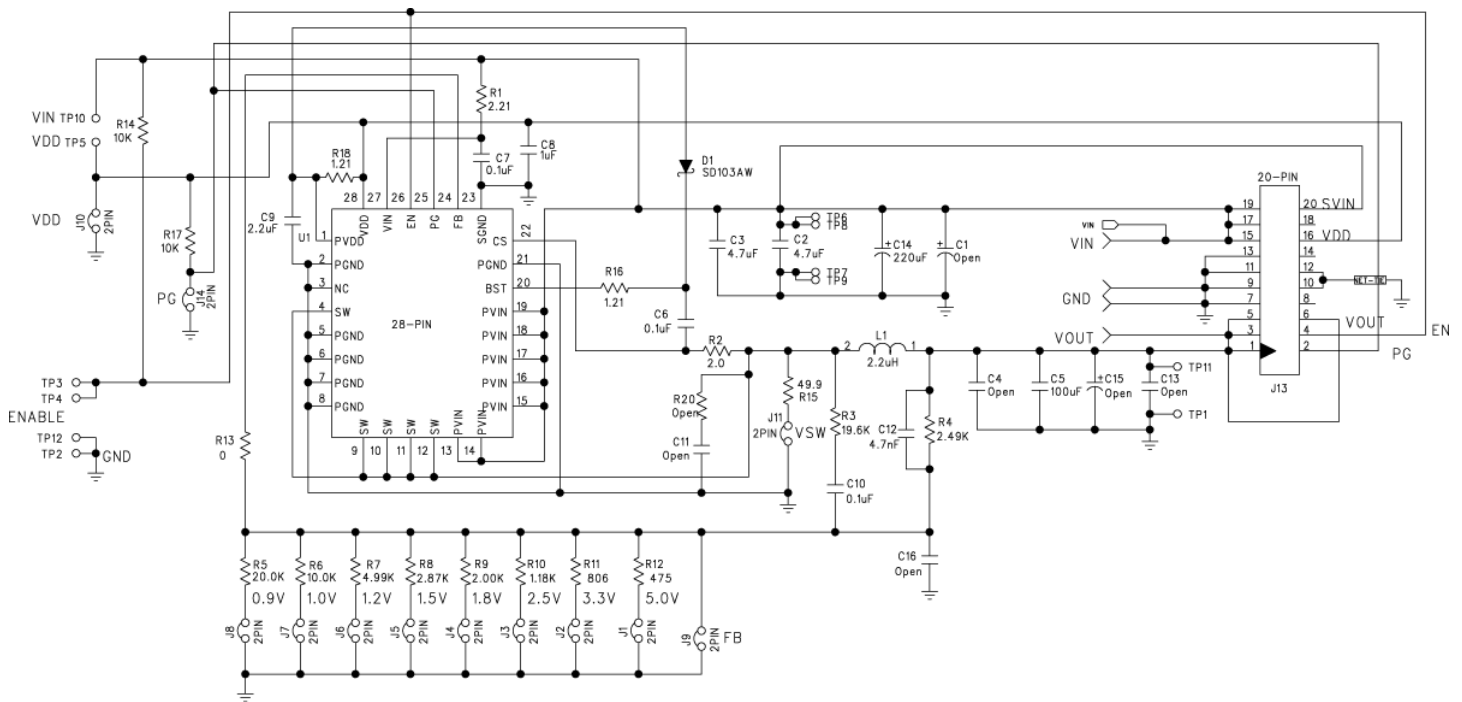 VIN TP10
VDD TP5
R14
10K
VDD
J10
2PIN
R17
10K
PG
J14
2PIN
TP3
TP4
ENABLE
TP12
TP2
GND
R13
0
R18
1.21
C9
2.2uF
U1
28 27 26 25 24 23
VDD
VIN
EN
PG
FB
SGND
1 PVDD
2 PGND
3 NC
4 SW
5 PGND
6 PGND
7 PGND
8 PGND
28-PIN
CS 22
PGND 21
BST 20
PVIN 19
PVIN 18
PVIN 17
PVIN 16
PVIN 15
SW
SW
SW
SW
PVIN
PVIN
9 10 11 12 13 14
R1
2.21
C7
0.1uF
C8
1uF
D1
SD103AW
R16
1.21
C6
0.1uF
R2
2.0
C3
4.7uF
C2
4.7uF
TP6
TP8
TP7
TP9
+ C14
220uF
+ C1
Open
R20
Open
C11
Open
49.9
R15
J11
2PIN
VSW
R3
19.6K
C10
0.1uF
2 L1 1
2.2uH
C12
4.7nF
R4
2.49K
C16
Open
C4
Open
C5
100uF
+ C15
Open
C13
Open
TP11
TP1
VIN
VIN
GND
VOUT
20-PIN
19
17
15
13
11
9
7
5
3
1
20 SVIN
18
16 VDD
14
12
10
8
6 VOUT
4 EN
2 PG
NET-TIE
J13
R5
20.0K
0.9V
J8
2PIN
R6
10.0K
1.0V
J7
2PIN
R7
4.99K
1.2V
J6
2PIN
R8
2.87K
1.5V
J5
2PIN
R9
2.00K
1.8V
J4
2PIN
R10
1.18K
2.5V
J3
2PIN
R11
806
3.3V
J2
2PIN
R12
475
5.0V
J1
2PIN
J9
2PIN
FB